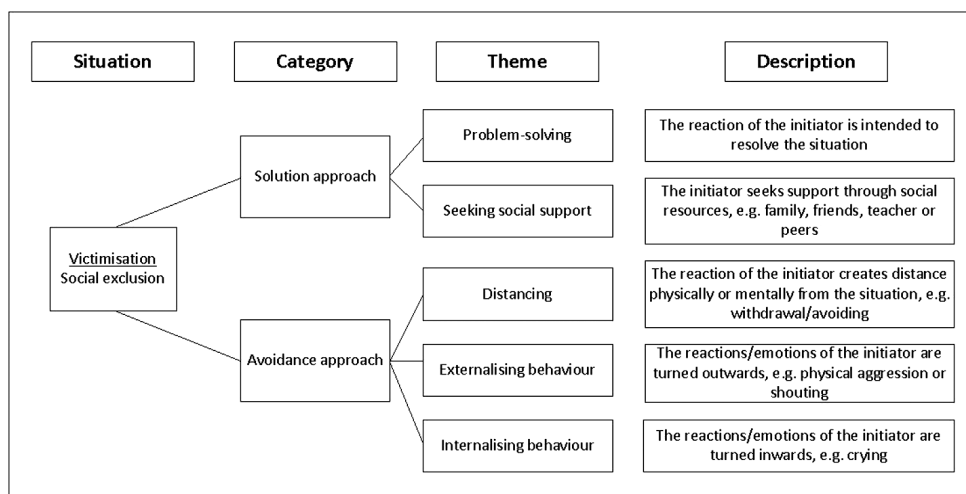 Situation
Category
Theme
Description
Problem-solving
The reaction of the initiator is intended to
resolve the situation
Solution approach
Seeking social support
The initiator seeks support through social
resources, e.g. family, friends, teacher or
peers
Victimisation
Social exclusion
Distancing
The reaction of the initiator creates distance
physically or mentally from the situation, e.g.
withdrawal/avoiding
Avoidance approach
Externalising behaviour
The reactions/emotions of the initiator are
turned outwards, e.g. physical aggression or
shouting
Internalising behaviour
The reactions/emotions of the initiator are
turned inwards, e.g. crying